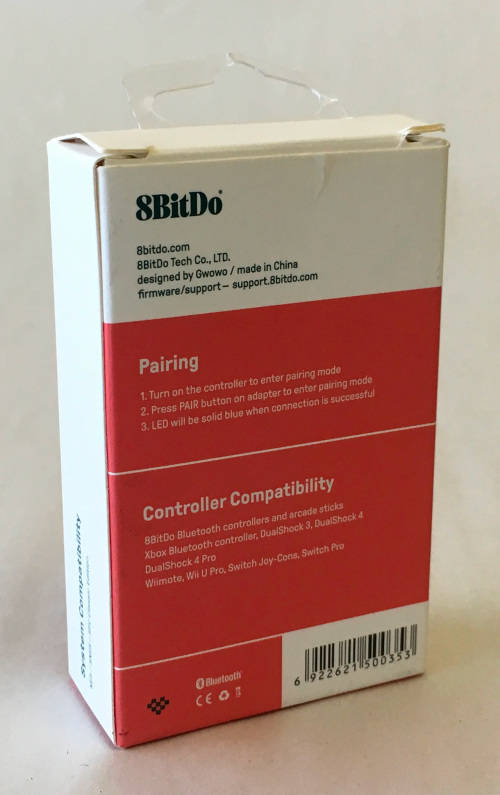 8BitDo®
8bitdo.com
8BitDo Tech Co., LTD.
designed by Gwowo / made in China
firmware/support – support.8bitdo.com
Pairing
1. Turn on the controller to enter pairing mode
2. Press PAIR button on adapter to enter pairing mode
3. LED will be solid blue when connection is successful
Controller Compatibility
8BitDo Bluetooth controllers and arcade sticks
Xbox Bluetooth controller, DualShock 3, DualShock 4
DualShock 4 Pro
Wiimote, Wii U Pro, Switch Joy-Cons, Switch Pro
Bluetooth®
CE
6 922621 500353
System Compatibility